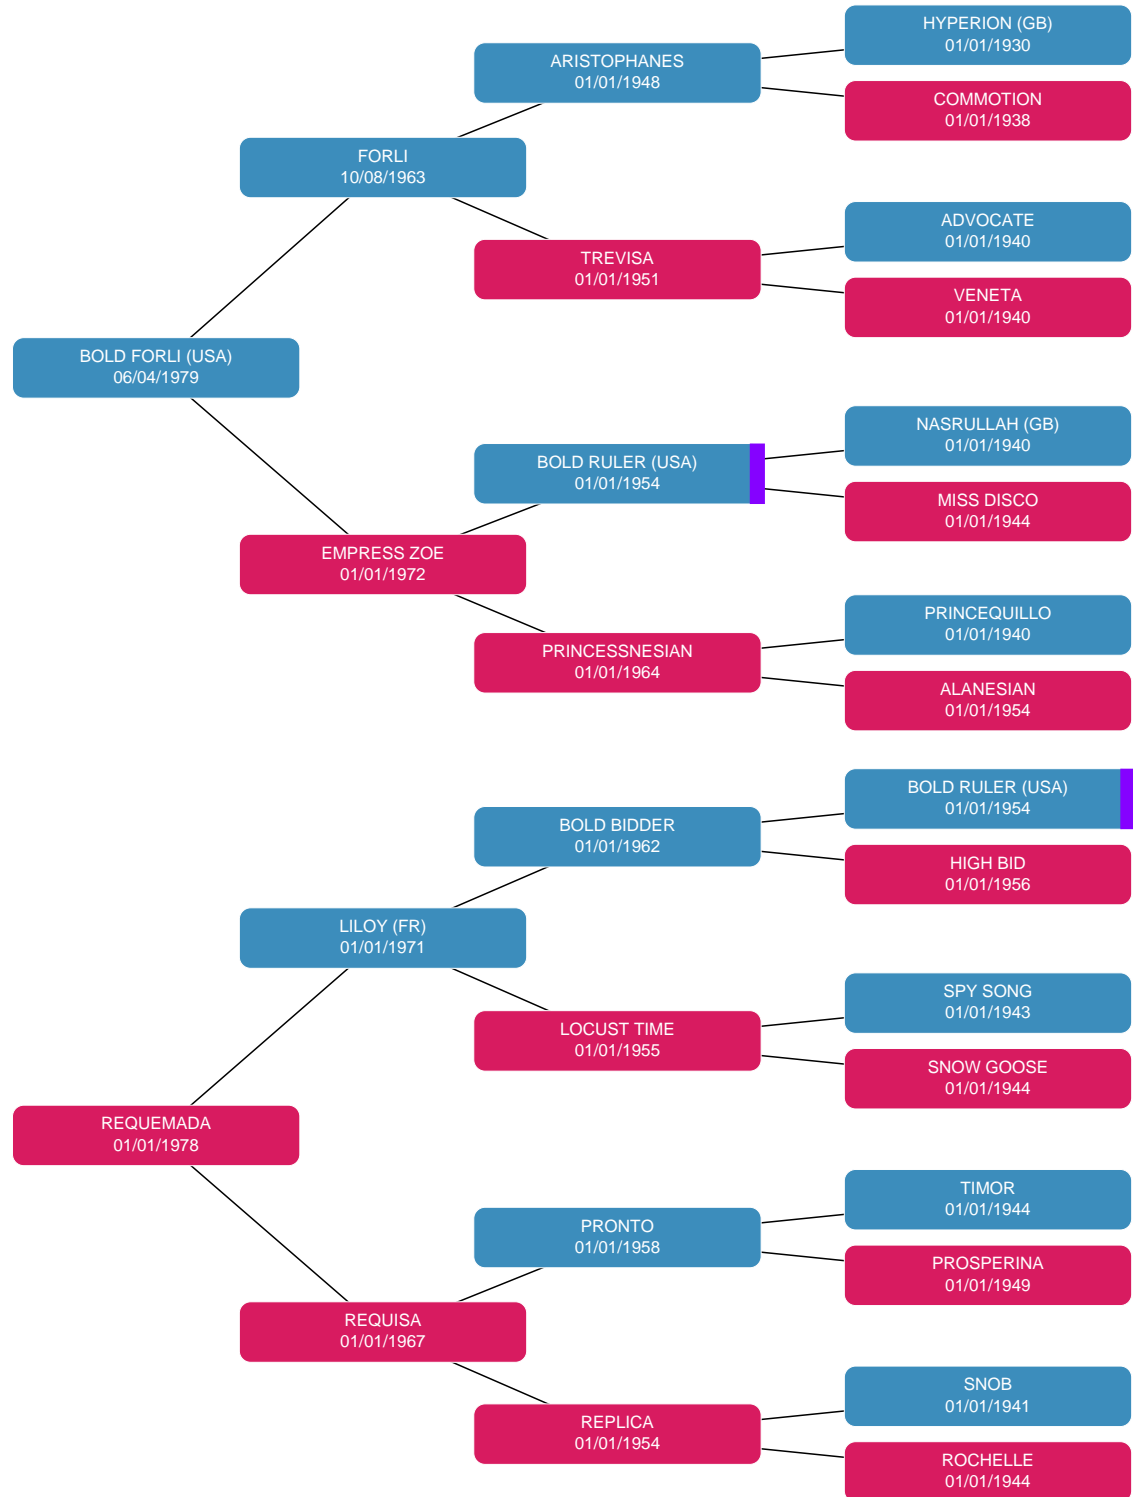 HYPERION (GB)
01/01/1930
ARISTOPHANES
01/01/1948
COMMOTION
01/01/1938
FORLI
10/08/1963
ADVOCATE
01/01/1940
TREVISA
01/01/1951
VENETA
01/01/1940
BOLD FORLI (USA)
06/04/1979
NASRULLAH (GB)
01/01/1940
BOLD RULER (USA)
01/01/1954
MISS DISCO
01/01/1944
EMPRESS ZOE
01/01/1972
PRINCEQUILLO
01/01/1940
PRINCESSNESIAN
01/01/1964
ALANESIAN
01/01/1954
BOLD RULER (USA)
01/01/1954
BOLD BIDDER
01/01/1962
HIGH BID
01/01/1956
LILOY (FR)
01/01/1971
SPY SONG
01/01/1943
LOCUST TIME
01/01/1955
SNOW GOOSE
01/01/1944
REQUEMADA
01/01/1978
TIMOR
01/01/1944
PRONTO
01/01/1958
PROSPERINA
01/01/1949
REQUISA
01/01/1967
SNOB
01/01/1941
REPLICA
01/01/1954
ROCHELLE
01/01/1944